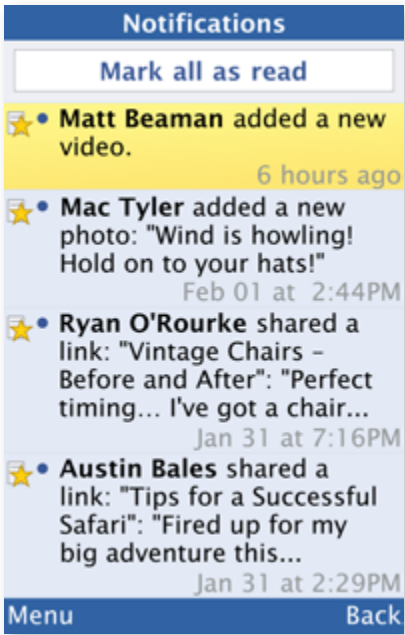 Notifications
Mark all as read
Matt Beaman added a new
video.
6 hours ago
Mac Tyler added a new
photo: "Wind is howling!
Hold on to your hats!"
Feb 01 at 2:44PM
Ryan O'Rourke shared a
link: "Vintage Chairs –
Before and After": "Perfect
timing... I've got a chair...
Jan 31 at 7:16PM
Austin Bales shared a
link: "Tips for a Successful
Safari": "Fired up for my
big adventure this...
Jan 31 at 2:29PM
Menu Back